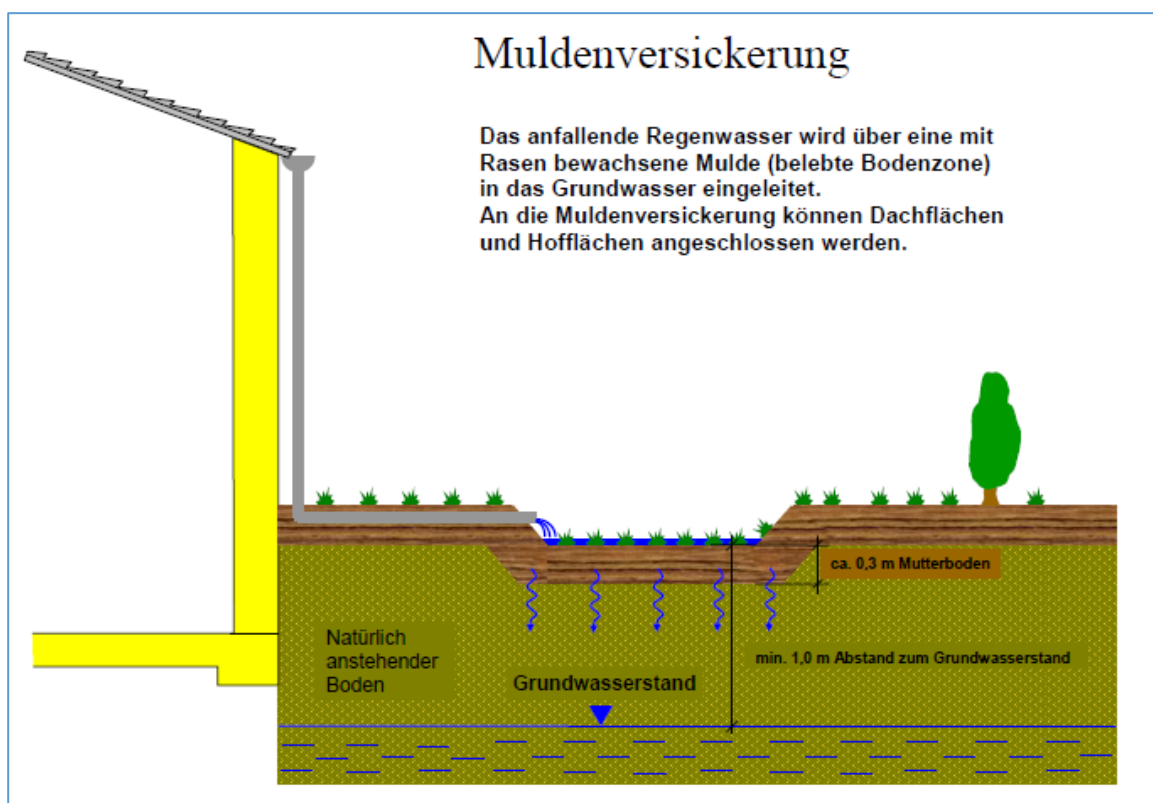 Muldenversickerung
Das anfallende Regenwasser wird über eine mit
Rasen bewachsene Mulde (belebte Bodenzone)
in das Grundwasser eingeleitet.
An die Muldenversickerung können Dachflächen
und Hofflächen angeschlossen werden.
ca. 0,3 m Mutterboden
Natürlich
anstehender
Boden
min. 1,0 m Abstand zum Grundwasserstand
Grundwasserstand